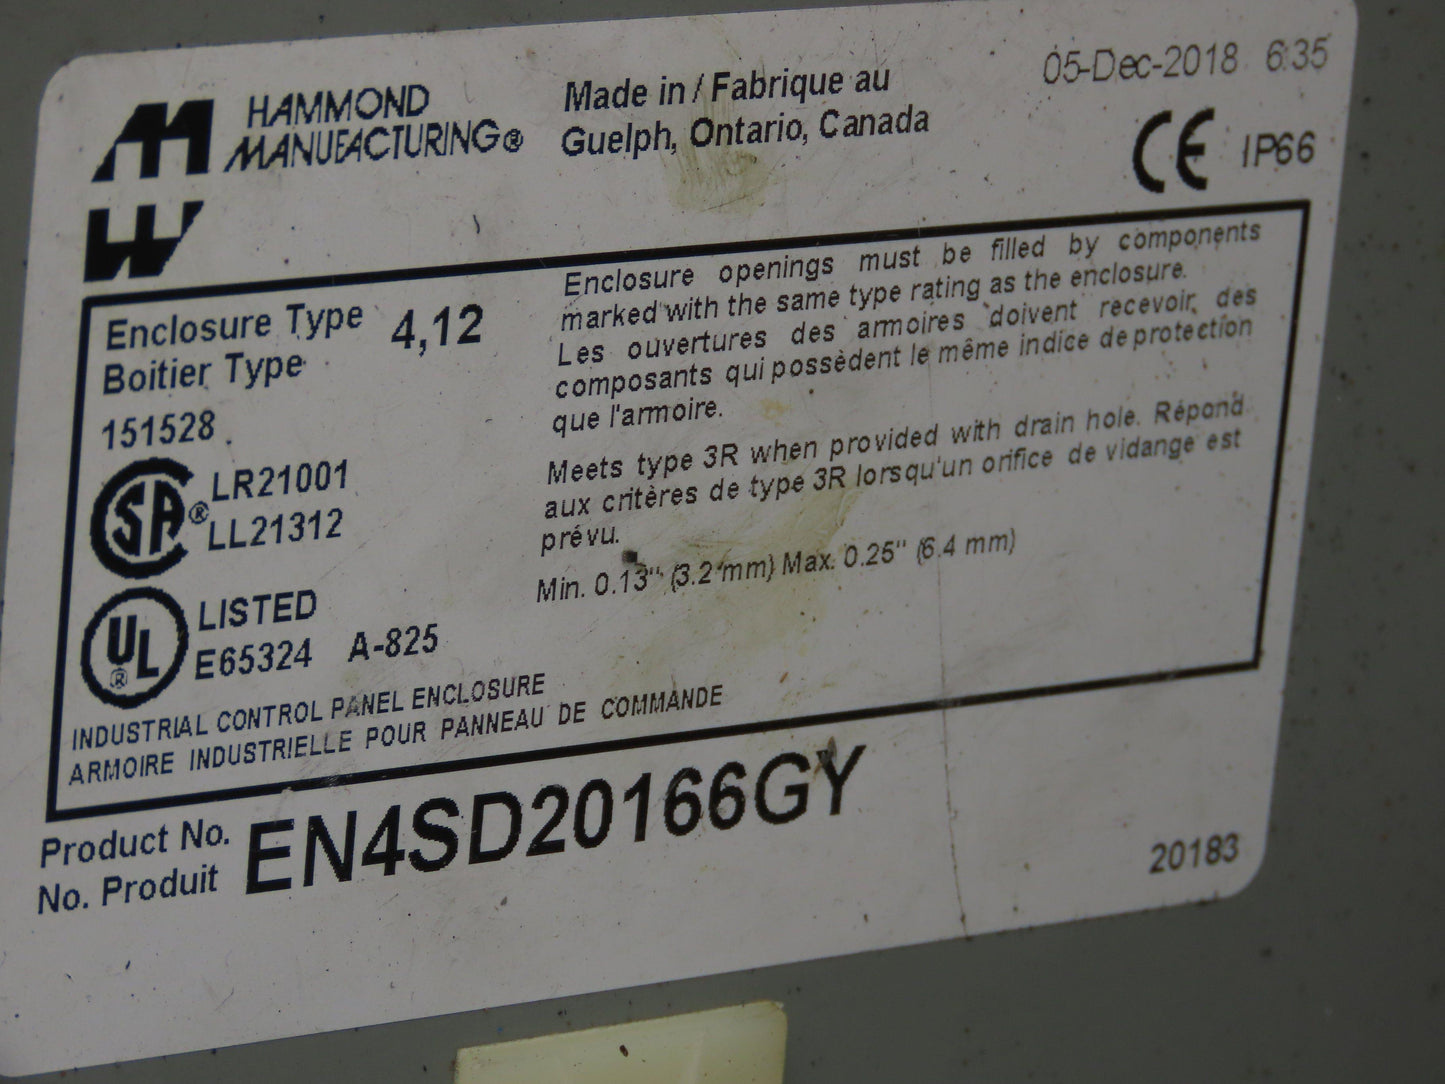 HAMMOND
MANUFACTURING®
Made in / Fabrique au
Guelph, Ontario, Canada
05-Dec-2018 6:35
CE IP66
Enclosure Type
Boitier Type
4,12
151528
SA® LR21001
LL21312
UL® LISTED
E65324 A-825
INDUSTRIAL CONTROL PANEL ENCLOSURE
ARMOIRE INDUSTRIELLE POUR PANNEAU DE COMMANDE
Enclosure openings must be filled by components
marked with the same type rating as the enclosure.
Les ouvertures des armoires doivent recevoir, des
composants qui possèdent le même indice de protection
que l'armoire.
Meets type 3R when provided with drain hole. Répond
aux critères de type 3R lorsqu'un orifice de vidange est
prévu.
Min. 0.13" (3.2 mm) Max. 0.25" (6.4 mm)
Product No.
No. Produit
EN4SD20166GY
20183